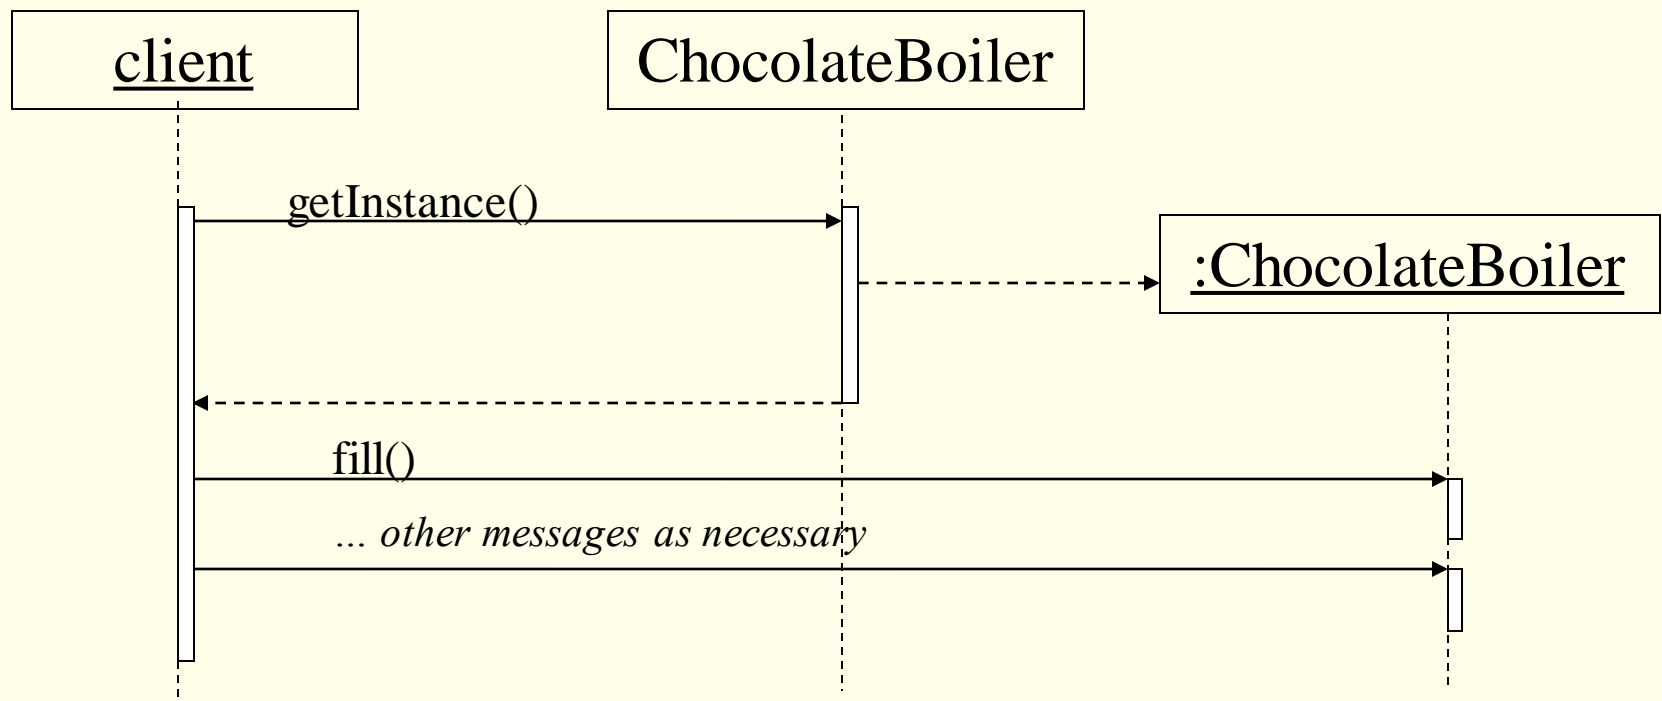 client
ChocolateBoiler
getInstance()
:ChocolateBoiler
fill()
... other messages as necessary